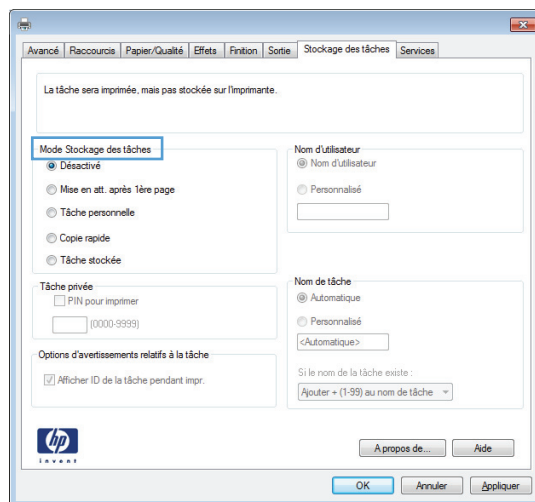 Avancé Raccourcis Papier/Qualité Effets Finition Sortie Stockage des tâches Services
La tâche sera imprimée, mais pas stockée sur l'imprimante.
Mode Stockage des tâches
Désactivé
Mise en att. après 1ère page
Tâche personnelle
Copie rapide
Tâche stockée
Nom d'utilisateur
Nom d'utilisateur
Personnalisé
Tâche privée
PIN pour imprimer
(0000-9999)
Nom de tâche
Automatique
Personnalisé
<Automatique>
Si le nom de la tâche existe :
Ajouter + (1-99) au nom de tâche
Options d'avertissements relatifs à la tâche
Afficher ID de la tâche pendant impr.
hp
invent
A propos de... Aide
OK Annuler Appliquer